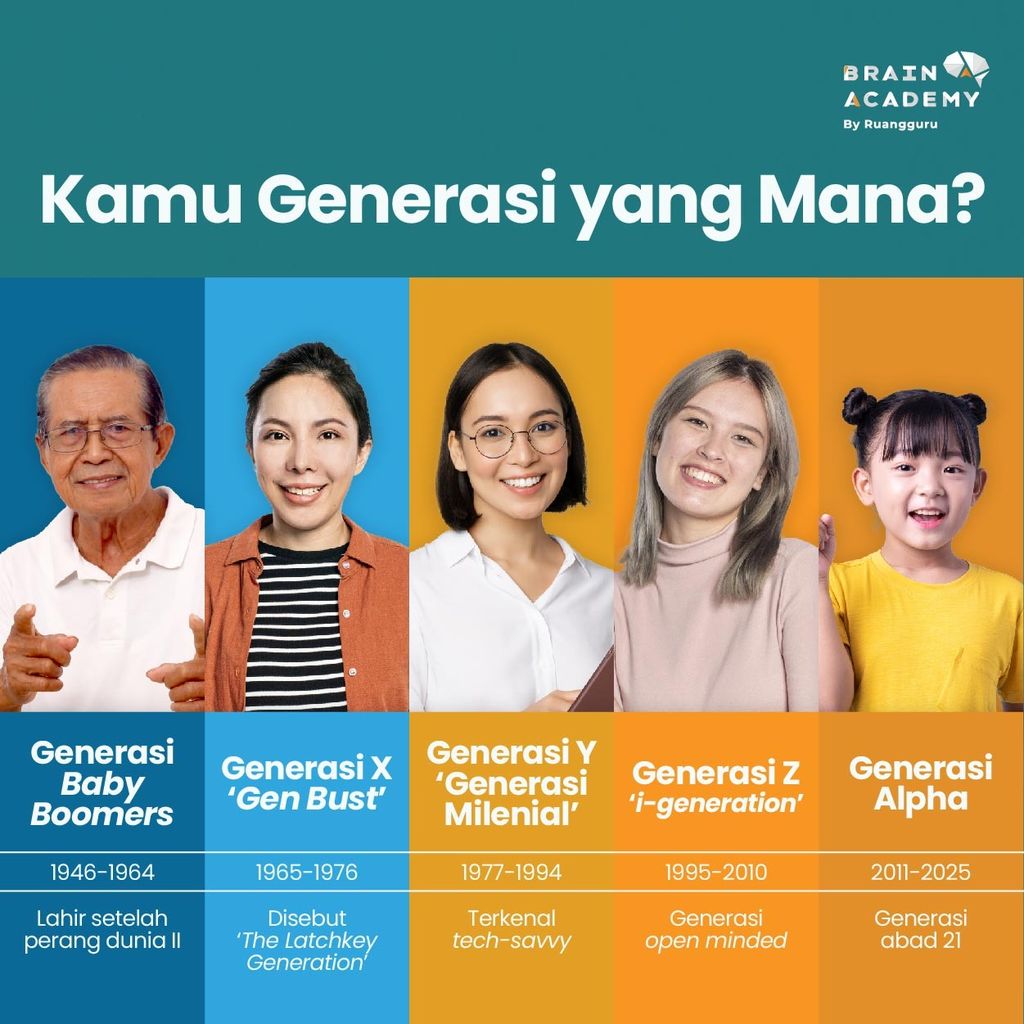 BRAIN
ACADEMY
By Ruangguru
Kamu Generasi yang Mana?
Generasi
Baby
Boomers
1946-1964
Lahir setelah
perang dunia II
Generasi X
‘Gen Bust’
1965-1976
Disebut
‘The Latchkey
Generation’
Generasi Y
‘Generasi
Milenial’
1977-1994
Terkenal
tech-savvy
Generasi Z
‘i-generation’
1995-2010
Generasi
open minded
Generasi
Alpha
2011-2025
Generasi
abad 21